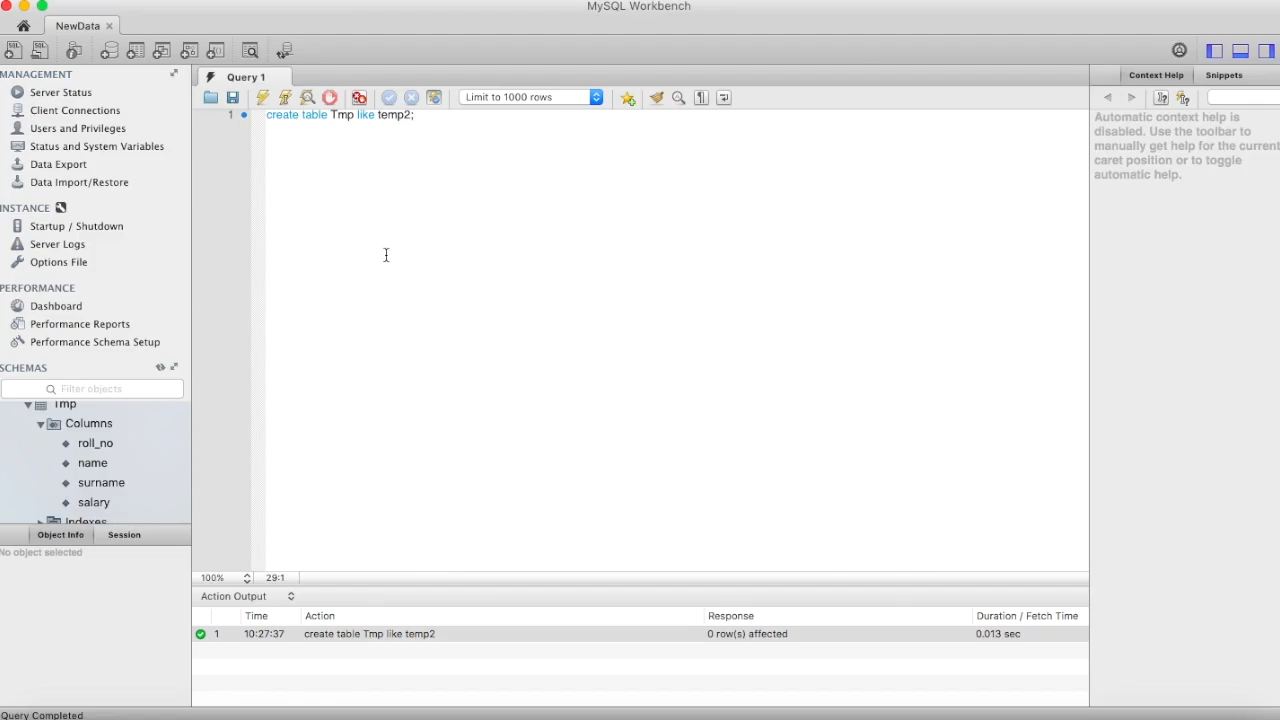 MySQL Workbench
NewData
MANAGEMENT
Server Status
Client Connections
Users and Privileges
Status and System Variables
Data Export
Data Import/Restore
INSTANCE
Startup / Shutdown
Server Logs
Options File
PERFORMANCE
Dashboard
Performance Reports
Performance Schema Setup
SCHEMAS
Filter objects
Tmp
Columns
roll_no
name
surname
salary
Indexes
Object Info Session
No object selected
Query 1
Limit to 1000 rows
1 create table Tmp like temp2;
100% 29:1
Action Output
Time Action Response Duration / Fetch Time
1 10:27:37 create table Tmp like temp2 0 row(s) affected 0.013 sec
Context Help Snippets
Automatic context help is
disabled. Use the toolbar to
manually get help for the current
caret position or to toggle
automatic help.
Query Completed